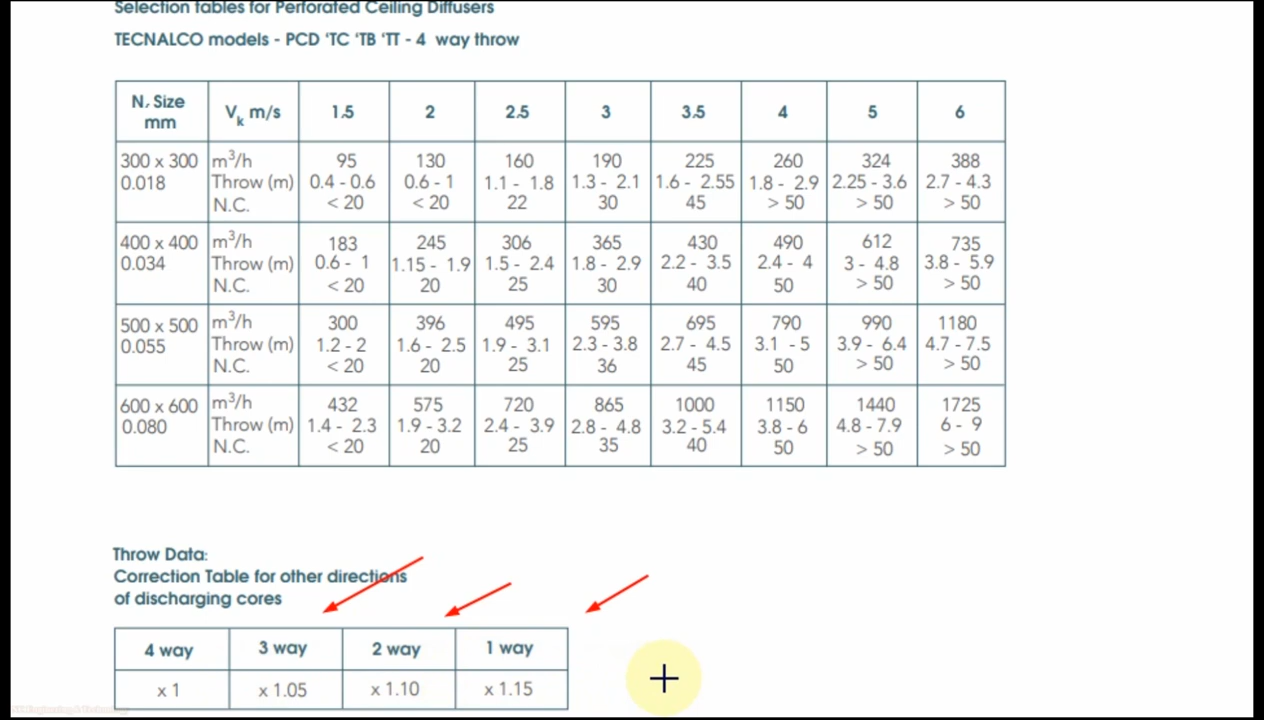 Selection tables for Perforated Ceiling Diffusers
TECNALCO models - PCD 'TC 'TB 'TT - 4 way throw
N. Size mm V_k m/s 1.5 2 2.5 3 3.5 4 5 6
300 x 300 m³/h 95 130 160 190 225 260 324 388
0.018 Throw (m) 0.4 - 0.6 0.6 - 1 1.1 - 1.8 1.3 - 2.1 1.6 - 2.55 1.8 - 2.9 2.25 - 3.6 2.7 - 4.3
N.C. < 20 < 20 22 30 45 > 50 > 50 > 50
400 x 400 m³/h 183 245 306 365 430 490 612 735
0.034 Throw (m) 0.6 - 1 1.15 - 1.9 1.5 - 2.4 1.8 - 2.9 2.2 - 3.5 2.4 - 4 3 - 4.8 3.8 - 5.9
N.C. < 20 20 25 30 40 50 > 50 > 50
500 x 500 m³/h 300 396 495 595 695 790 990 1180
0.055 Throw (m) 1.2 - 2 1.6 - 2.5 1.9 - 3.1 2.3 - 3.8 2.7 - 4.5 3.1 - 5 3.9 - 6.4 4.7 - 7.5
N.C. < 20 20 25 36 45 50 > 50 > 50
600 x 600 m³/h 432 575 720 865 1000 1150 1440 1725
0.080 Throw (m) 1.4 - 2.3 1.9 - 3.2 2.4 - 3.9 2.8 - 4.8 3.2 - 5.4 3.8 - 6 4.8 - 7.9 6 - 9
N.C. < 20 20 25 35 40 50 > 50 > 50
Throw Data:
Correction Table for other directions
of discharging cores
4 way 3 way 2 way 1 way
x 1 x 1.05 x 1.10 x 1.15